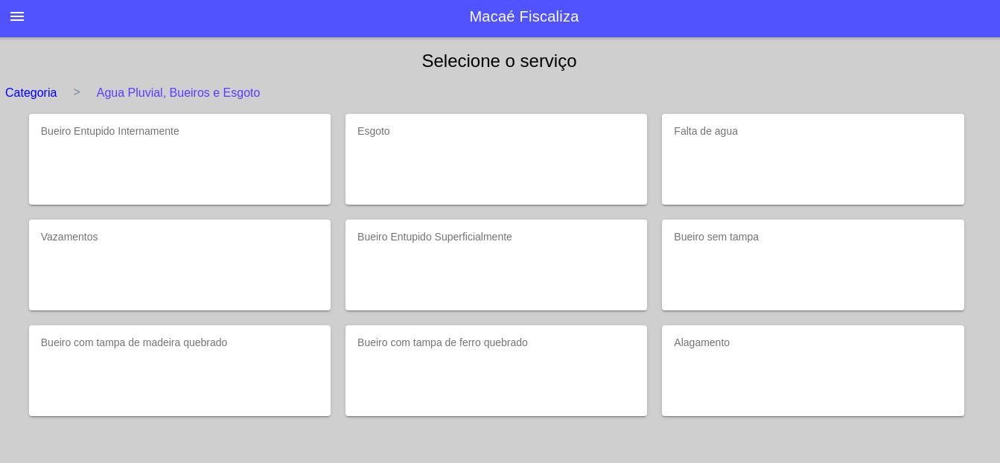 Macaé Fiscaliza
Selecione o serviço
Categoria > Agua Pluvial, Bueiros e Esgoto
Bueiro Entupido Internamente
Esgoto
Falta de agua
Vazamentos
Bueiro Entupido Superficialmente
Bueiro sem tampa
Bueiro com tampa de madeira quebrado
Bueiro com tampa de ferro quebrado
Alagamento